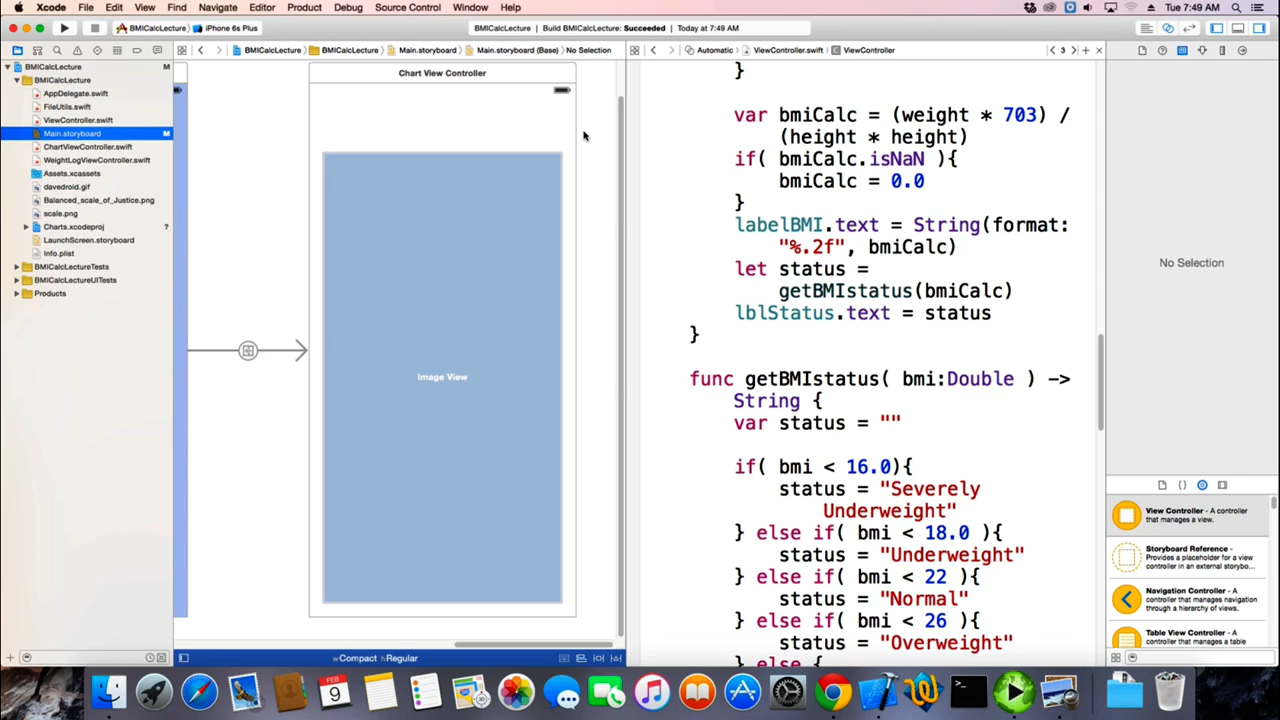 Xcode File Edit View Find Navigate Editor Product Debug Source Control Window Help
Tue 7:49 AM
BMICalcLecture iPhone 6s Plus
BMICalcLecture | Build BMICalcLecture: Succeeded | Today at 7:49 AM
BMICalcLecture BMICalcLecture Main.storyboard Main.storyboard (Base) No Selection
Automatic ViewController.swift ViewController
3
BMICalcLecture M
BMICalcLecture
AppDelegate.swift
FileUtils.swift
ViewController.swift
Main.storyboard M
ChartViewController.swift
WeightLogViewController.swift
Assets.xcassets
davedroid.gif
Balanced_scale_of_Justice.png
scale.png
Charts.xcodeproj ?
LaunchScreen.storyboard
Info.plist
BMICalcLectureTests
BMICalcLectureUITests
Products
Chart View Controller
Image View
wCompact hRegular
}
var bmiCalc = (weight * 703) /
(height * height)
if( bmiCalc.isNaN ){
bmiCalc = 0.0
}
labelBMI.text = String(format:
"%.2f", bmiCalc)
let status =
getBMIstatus(bmiCalc)
lblStatus.text = status
}
func getBMIstatus( bmi:Double ) ->
String {
var status = ""
if( bmi < 16.0){
status = "Severely
Underweight"
} else if( bmi < 18.0 ){
status = "Underweight"
} else if( bmi < 22 ){
status = "Normal"
} else if( bmi < 26 ){
status = "Overweight"
} else {
No Selection
View Controller - A controller
that manages a view.
Storyboard Reference -
Provides a placeholder for a view
controller in an external storybo...
Navigation Controller - A
controller that manages navigation
through a hierarchy of views.
Table View Controller - A
controller that manages a table
FEB
9